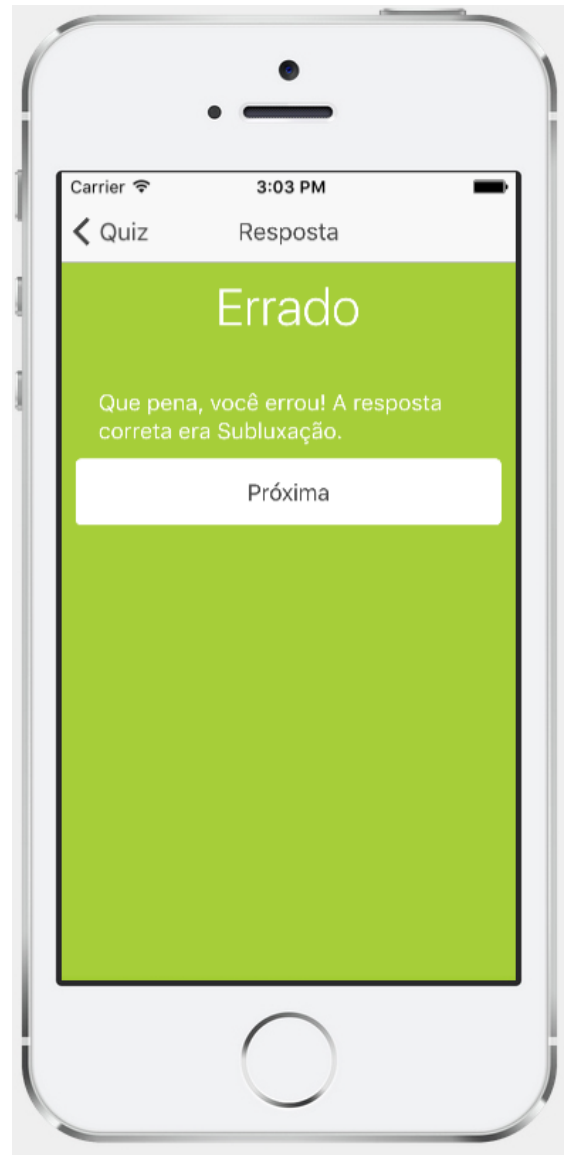 Carrier 3:03 PM
Quiz Resposta
Errado
Que pena, você errou! A resposta
correta era Subluxação.
Próxima